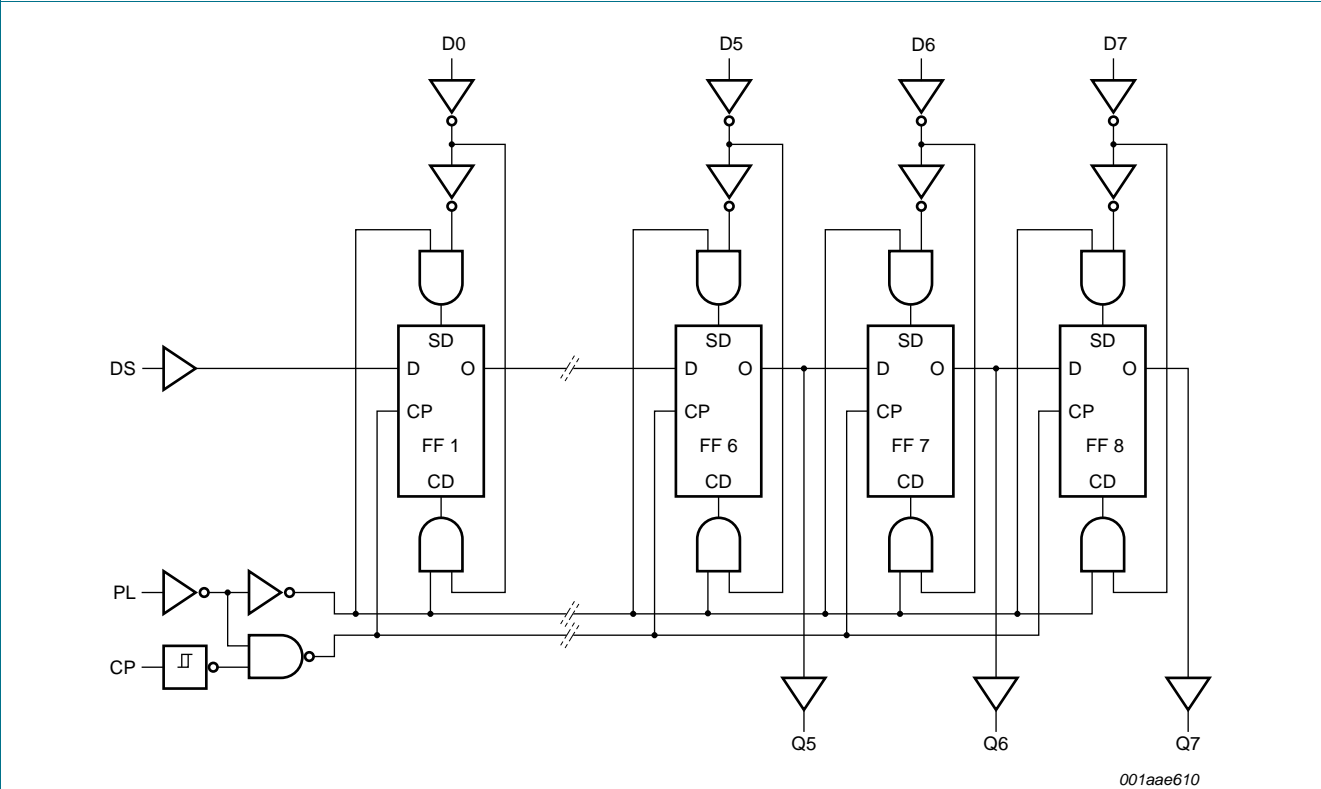 D0 D5 D6 D7
SD SD SD SD
DS D O D O D O D O
CP CP CP CP
FF 1 FF 6 FF 7 FF 8
CD CD CD CD
PL
CP
Q5 Q6 Q7
001aae610